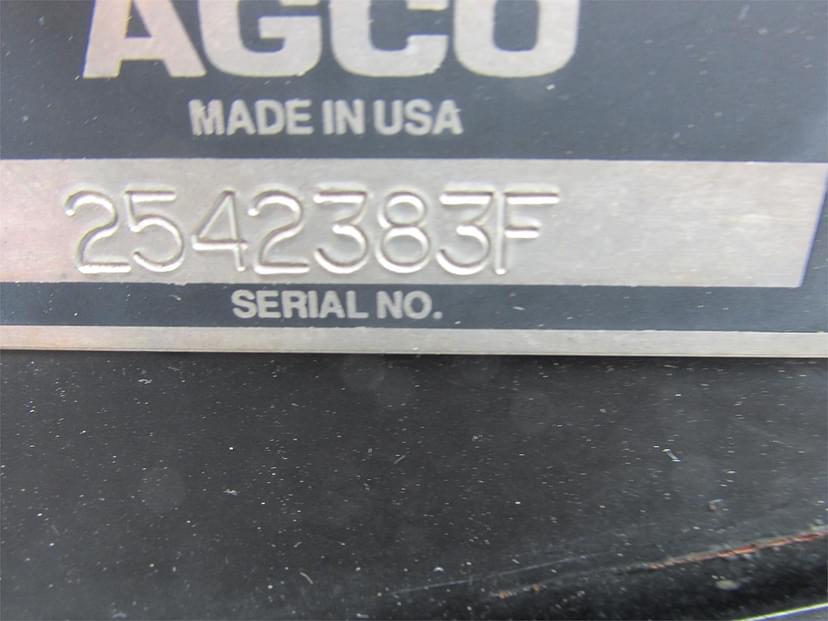 AGCO
MADE IN USA
2542383F
SERIAL NO.